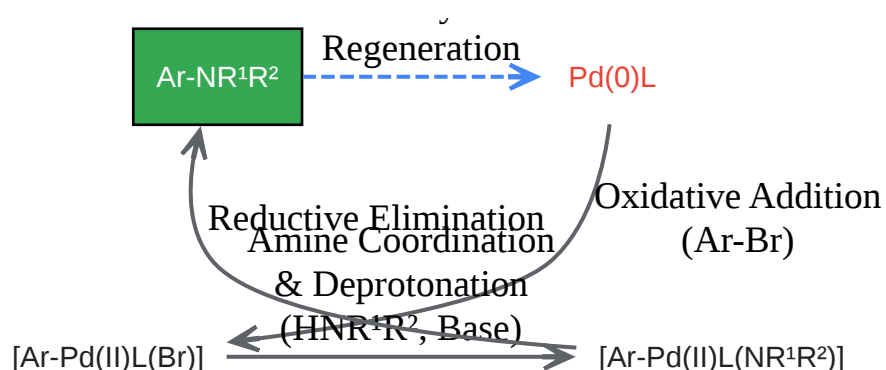 Regeneration
Ar-NR¹R²
Pd(0)L
Oxidative Addition
(Ar-Br)
Reductive Elimination
Amine Coordination
& Deprotonation
(HNR¹R², Base)
[Ar-Pd(II)L(Br)]
[Ar-Pd(II)L(NR¹R²)]